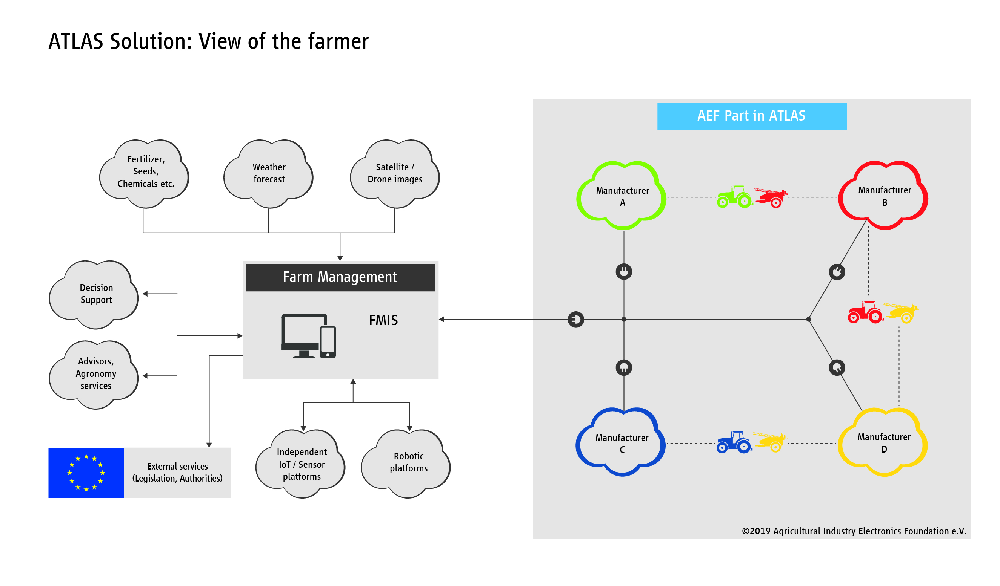 ATLAS Solution: View of the farmer
AEF Part in ATLAS
Fertilizer,
Seeds,
Chemicals etc.
Weather
forecast
Satellite /
Drone images
Manufacturer
A
Manufacturer
B
Decision
Support
Farm Management
FMIS
Advisors,
Agronomy
services
External services
(Legislation, Authorities)
Independent
IoT / Sensor
platforms
Robotic
platforms
Manufacturer
C
Manufacturer
D
©2019 Agricultural Industry Electronics Foundation e.V.